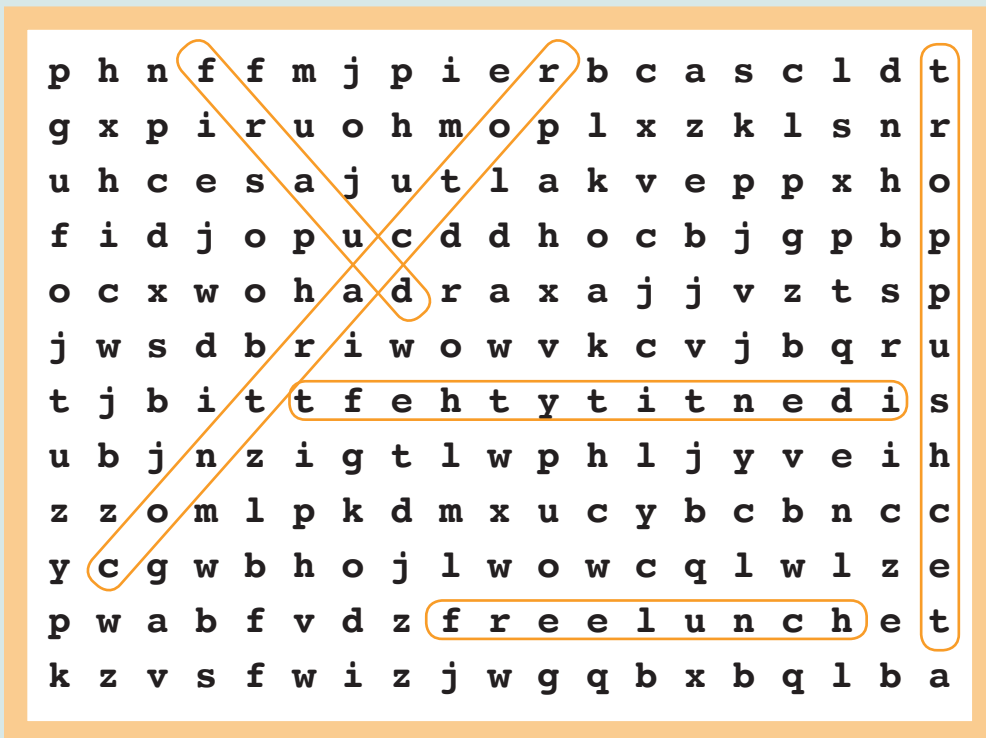 p h n f f m j p i e r b c a s c l d t
g x p i r u o h m o p l x z k l s n r
u h c e s a j u t l a k v e p p x h o
f i d j o p u c d d h o c b j g p b p
o c x w o h a d r a x a j j v z t s p
j w s d b r i w o w v k c v j b q r u
t j b i t t f e h t y t i t n e d i s
u b j n z i g t l w p h l j y v e i h
z z o m l p k d m x u c y b c b n c c
y c g w b h o j l w o w c q l w l z e
p w a b f v d z f r e e l u n c h e t
k z v s f w i z j w g q b x b q l b a